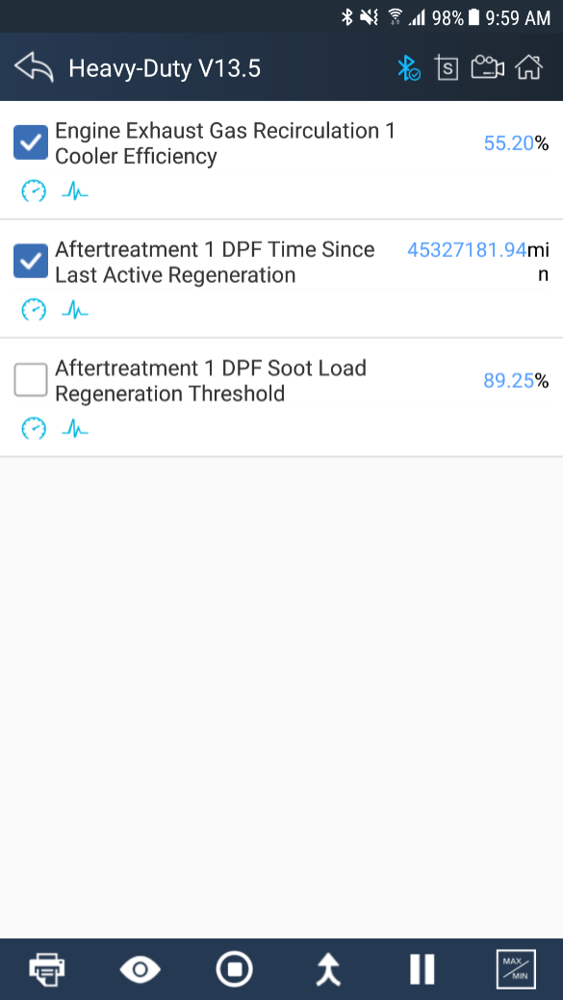 98% 9:59 AM
Heavy-Duty V13.5
S
Engine Exhaust Gas Recirculation 1
Cooler Efficiency
55.20%
Aftertreatment 1 DPF Time Since
Last Active Regeneration
45327181.94mi
n
Aftertreatment 1 DPF Soot Load
Regeneration Threshold
89.25%
MAX
MIN